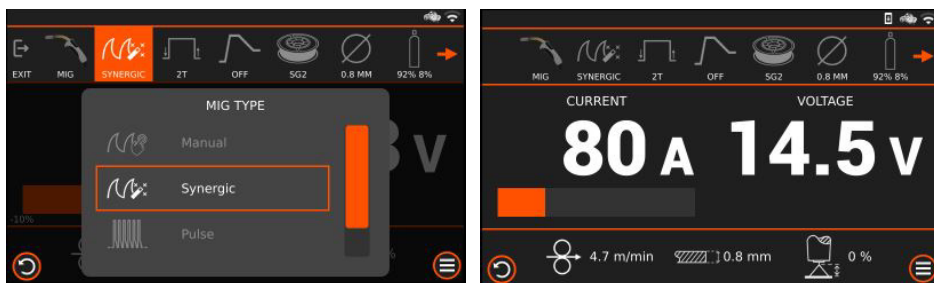 EXIT MIG SYNERGIC 2T OFF SG2 0.8 MM 92% 8%
MIG TYPE
Manual
Synergic
Pulse
V
-10%
MIG SYNERGIC 2T OFF SG2 0.8 MM 92% 8%
CURRENT VOLTAGE
80 A 14.5 V
4.7 m/min 0.8 mm 0 %